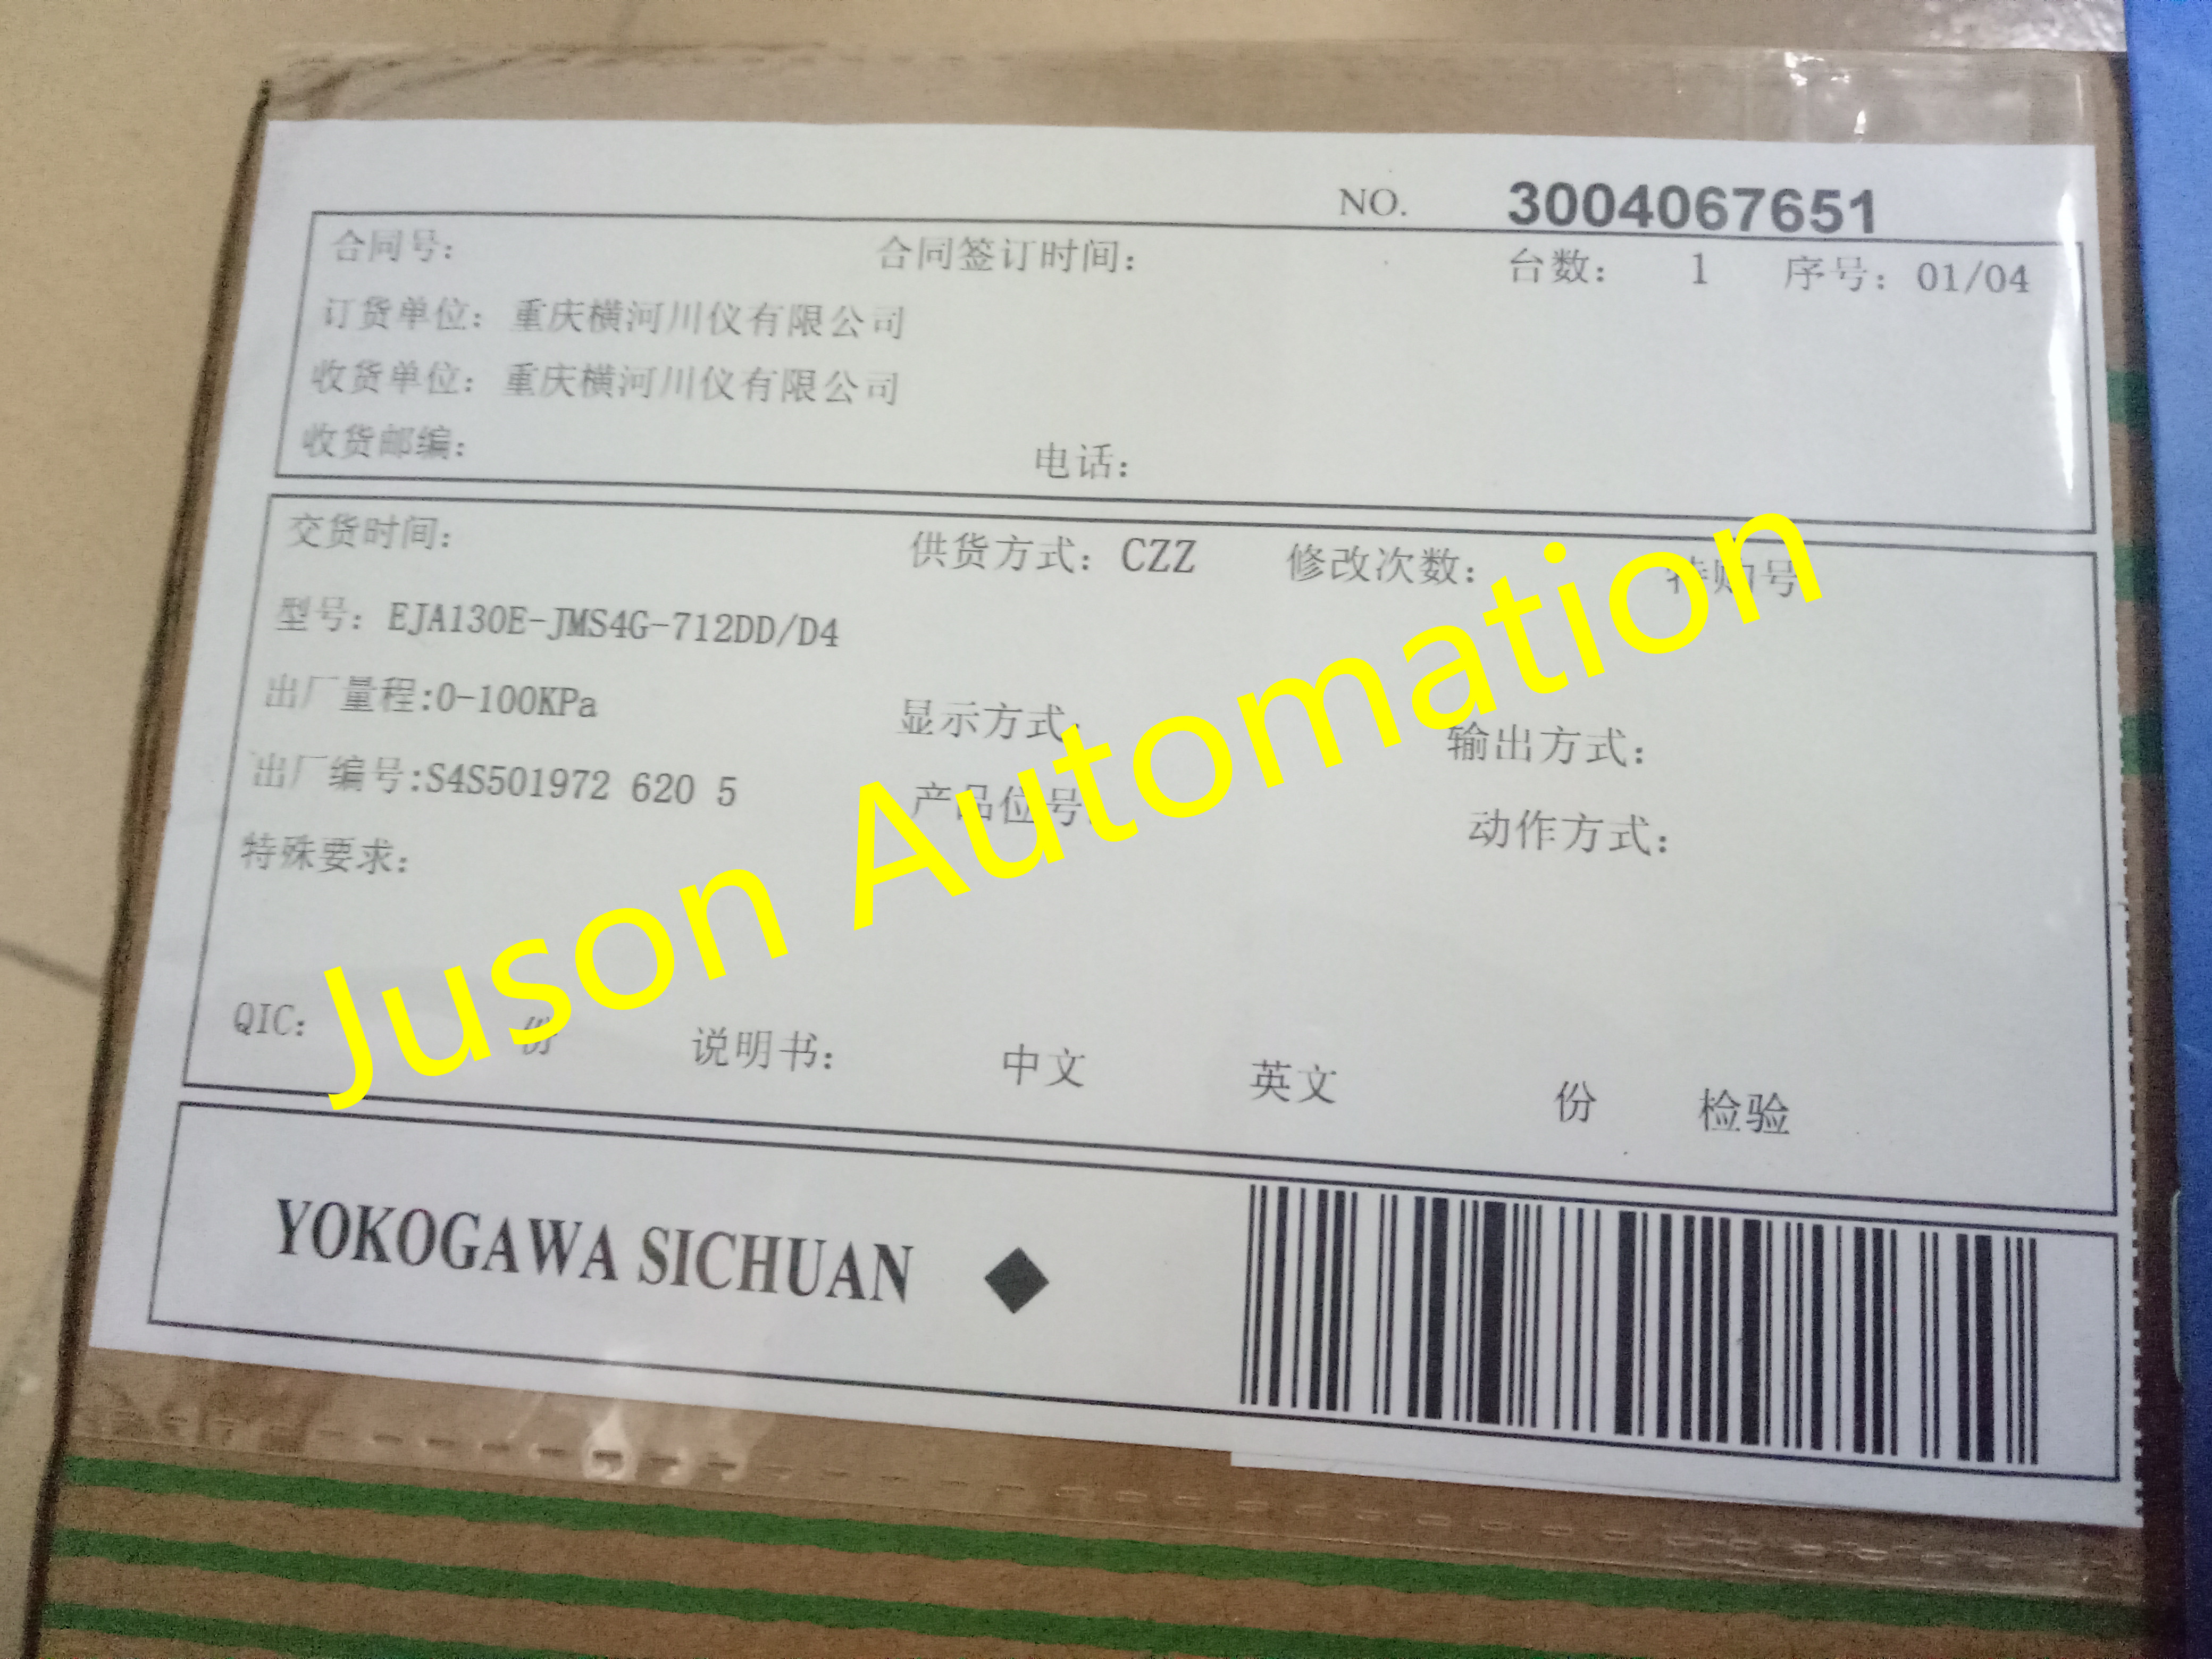 NO. 3004067651
合同号: 合同签订时间: 台数: 1 序号: 01/04
订货单位: 重庆横河川仪有限公司
收货单位: 重庆横河川仪有限公司
收货邮编: 电话:
交货时间: 供货方式: CZZ 修改次数: 特购号
型号: EJA130E-JMS4G-712DD/D4
出厂量程:0-100KPa 显示方式: 输出方式:
出厂编号:S4S501972 620 5 产品位号: 动作方式:
特殊要求:
Juson Automation
QIC: 份 说明书: 中文 英文 份 检验
YOKOGAWA SICHUAN ◆